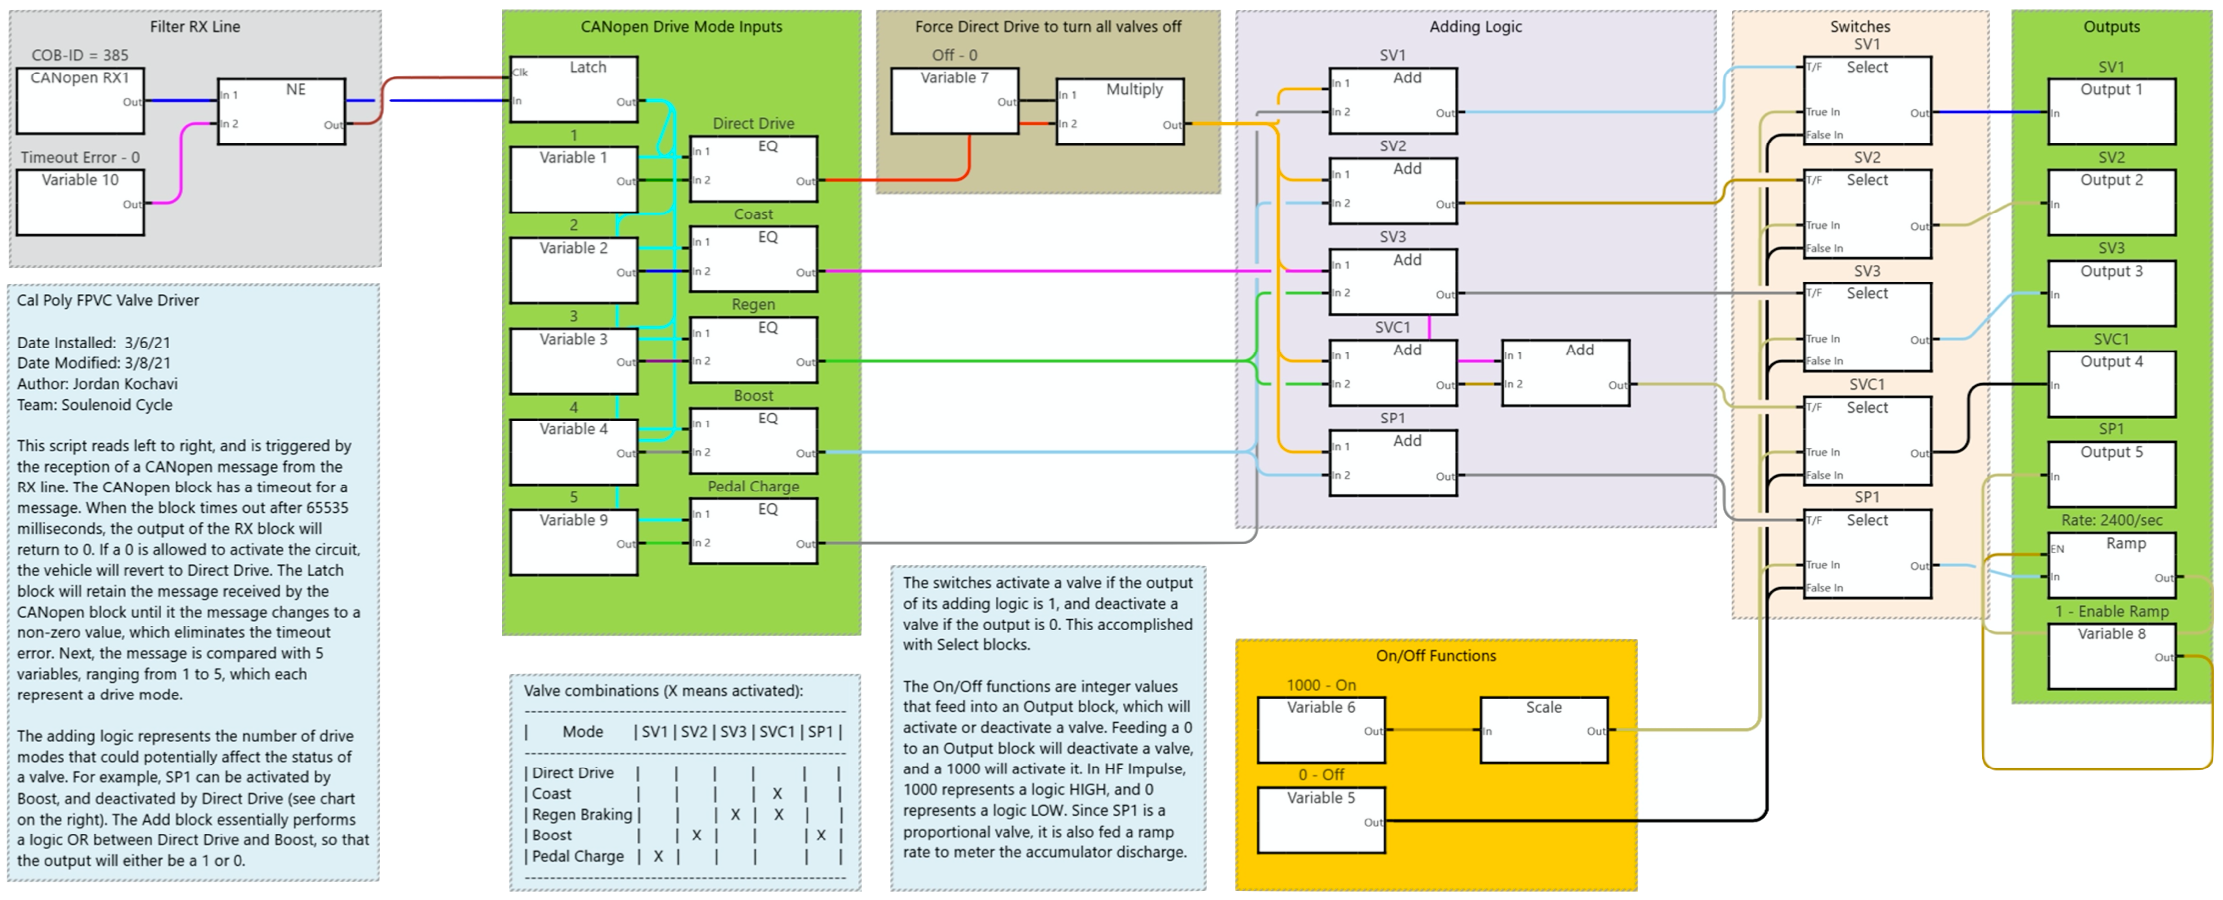 Filter RX Line
COB-ID = 385
CANopen RX1
Out
NE
In 1
In 2
Out
Timeout Error - 0
Variable 10
Out
Cal Poly FPVC Valve Driver
Date Installed:  3/6/21
Date Modified: 3/8/21
Author: Jordan Kochavi
Team: Soulenoid Cycle
This script reads left to right, and is triggered by
the reception of a CANopen message from the
RX line. The CANopen block has a timeout for a
message. When the block times out after 65535
milliseconds, the output of the RX block will
return to 0. If a 0 is allowed to activate the circuit,
the vehicle will revert to Direct Drive. The Latch
block will retain the message received by the
CANopen block until it the message changes to a
non-zero value, which eliminates the timeout
error. Next, the message is compared with 5
variables, ranging from 1 to 5, which each
represent a drive mode.
The adding logic represents the number of drive
modes that could potentially affect the status of
a valve. For example, SP1 can be activated by
Boost, and deactivated by Direct Drive (see chart
on the right). The Add block essentially performs
a logic OR between Direct Drive and Boost, so that
the output will either be a 1 or 0.
CANopen Drive Mode Inputs
Latch
Clk
In
Out
1
Variable 1
Out
Direct Drive
EQ
In 1
In 2
Out
2
Variable 2
Out
Coast
EQ
In 1
In 2
Out
3
Variable 3
Out
Regen
EQ
In 1
In 2
Out
4
Variable 4
Out
Boost
EQ
In 1
In 2
Out
5
Variable 9
Out
Pedal Charge
EQ
In 1
In 2
Out
Valve combinations (X means activated):
------------------------------------------------
| Mode | SV1 | SV2 | SV3 | SVC1 | SP1 |
------------------------------------------------
| Direct Drive | | | | | |
| Coast | | | | X | |
| Regen Braking | | | X | X | |
| Boost | | X | | | X |
| Pedal Charge | X | | | | |
------------------------------------------------
Force Direct Drive to turn all valves off
Off - 0
Variable 7
Out
Multiply
In 1
In 2
Out
The switches activate a valve if the output
of its adding logic is 1, and deactivate a
valve if the output is 0. This accomplished
with Select blocks.
The On/Off functions are integer values
that feed into an Output block, which will
activate or deactivate a valve. Feeding a 0
to an Output block will deactivate a valve,
and a 1000 will activate it. In HF Impulse,
1000 represents a logic HIGH, and 0
represents a logic LOW. Since SP1 is a
proportional valve, it is also fed a ramp
rate to meter the accumulator discharge.
Adding Logic
SV1
Add
In 1
In 2
Out
SV2
Add
In 1
In 2
Out
SV3
Add
In 1
In 2
Out
SVC1
Add
In 1
In 2
Out
Add
In 1
In 2
Out
SP1
Add
In 1
In 2
Out
On/Off Functions
1000 - On
Variable 6
Out
Scale
In
Out
0 - Off
Variable 5
Out
Switches
SV1
Select
T/F
True In
False In
Out
SV2
Select
T/F
True In
False In
Out
SV3
Select
T/F
True In
False In
Out
SVC1
Select
T/F
True In
False In
Out
SP1
Select
T/F
True In
False In
Out
Outputs
SV1
Output 1
In
SV2
Output 2
In
SV3
Output 3
In
SVC1
Output 4
In
SP1
Output 5
In
Rate: 2400/sec
Ramp
EN
In
Out
1 - Enable Ramp
Variable 8
Out